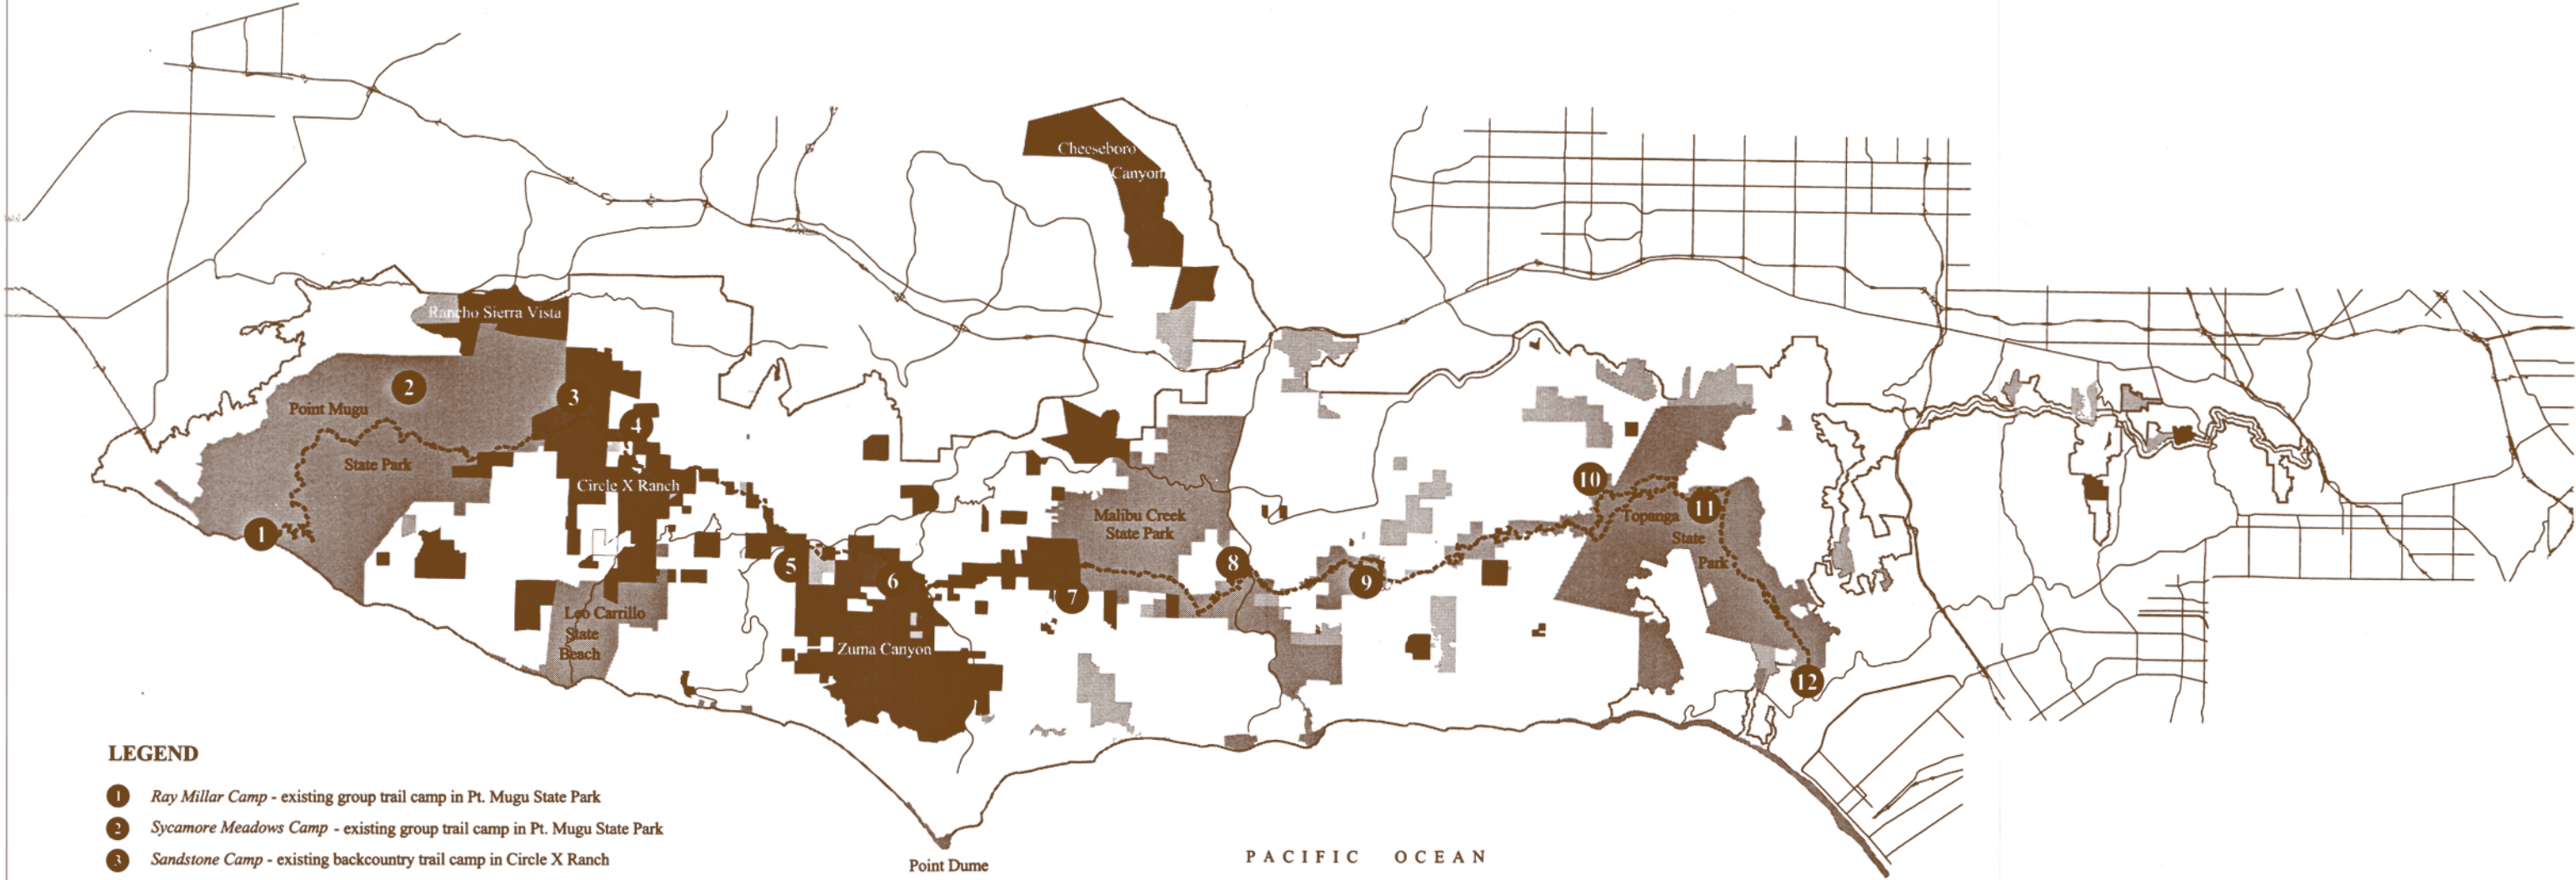 Cheeseboro
Canyon
Rancho Sierra Vista
2
3
Point Mugu
4
State Park
Circle X Ranch
10
11
Malibu Creek
State Park
Topanga
State
Park
1
5
6
7
8
9
Leo Carrillo
State
Beach
Zuma Canyon
12
LEGEND
1 Ray Millar Camp - existing group trail camp in Pt. Mugu State Park
2 Sycamore Meadows Camp - existing group trail camp in Pt. Mugu State Park
3 Sandstone Camp - existing backcountry trail camp in Circle X Ranch
Point Dume
PACIFIC OCEAN